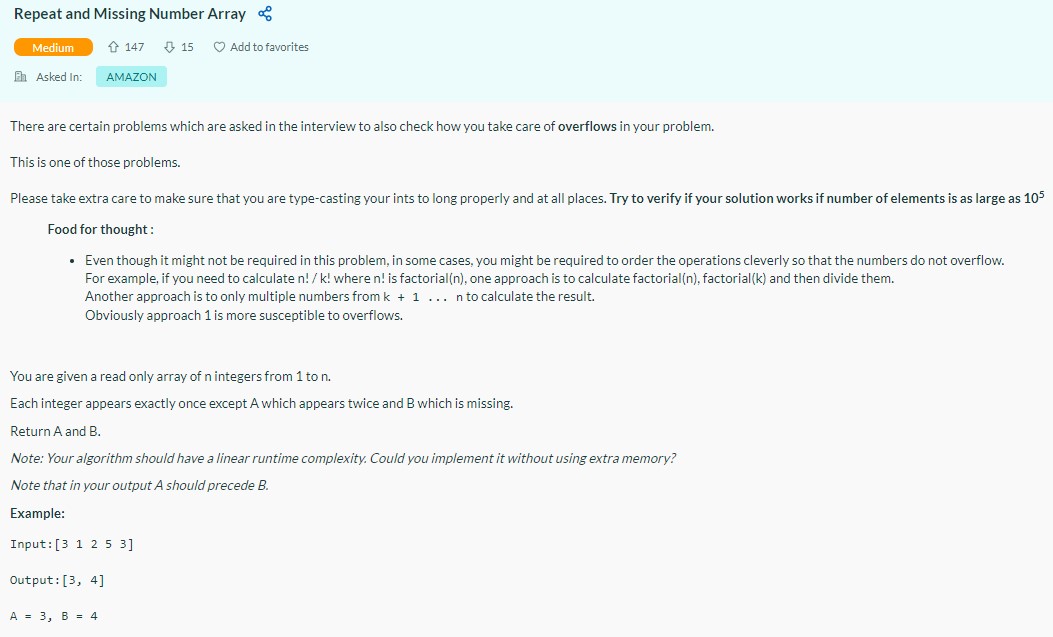 Repeat and Missing Number Array
Medium 147 15 Add to favorites
Asked In: AMAZON
There are certain problems which are asked in the interview to also check how you take care of overflows in your problem.
This is one of those problems.
Please take extra care to make sure that you are type-casting your ints to long properly and at all places. Try to verify if your solution works if number of elements is as large as 10⁵
Food for thought :
• Even though it might not be required in this problem, in some cases, you might be required to order the operations cleverly so that the numbers do not overflow.
For example, if you need to calculate n! / k! where n! is factorial(n), one approach is to calculate factorial(n), factorial(k) and then divide them.
Another approach is to only multiple numbers from k + 1 ... n to calculate the result.
Obviously approach 1 is more susceptible to overflows.
You are given a read only array of n integers from 1 to n.
Each integer appears exactly once except A which appears twice and B which is missing.
Return A and B.
Note: Your algorithm should have a linear runtime complexity. Could you implement it without using extra memory?
Note that in your output A should precede B.
Example:
Input:[3 1 2 5 3]
Output:[3, 4]
A = 3, B = 4